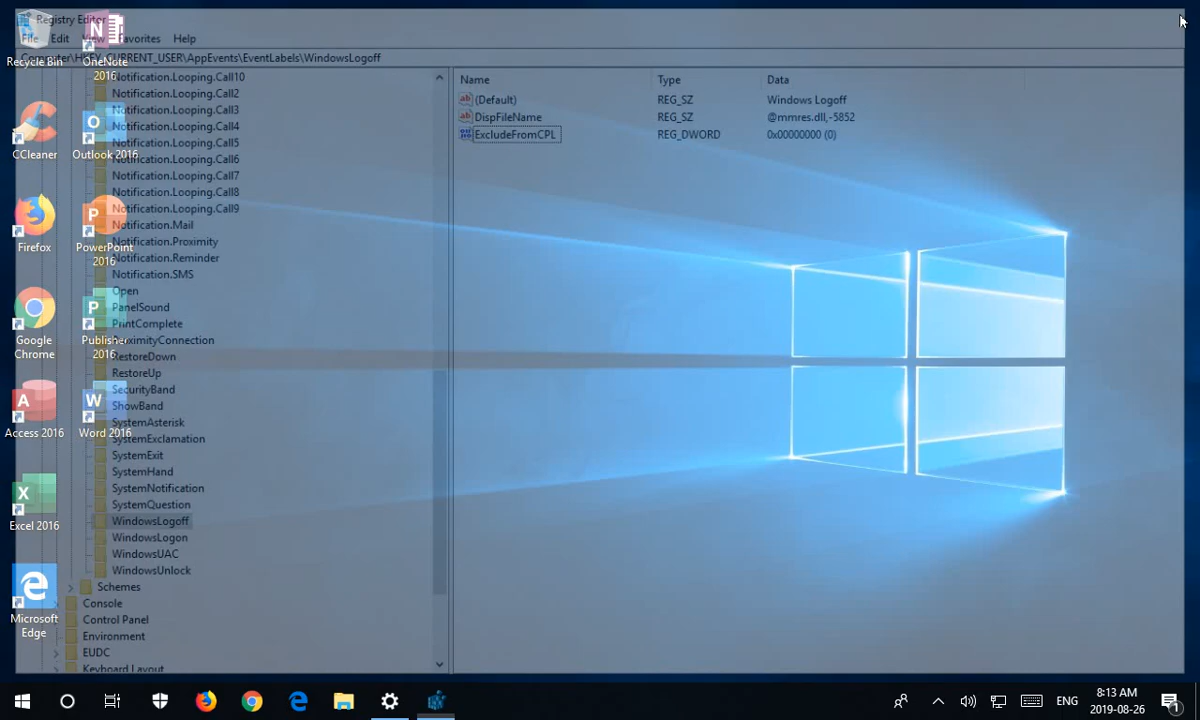 Registry Editor
File Edit View Favorites Help
Computer\HKEY_CURRENT_USER\AppEvents\EventLabels\WindowsLogoff
Recycle Bin
OneNote
2016
CCleaner
Outlook 2016
Firefox
PowerPoint
2016
Google
Chrome
Publisher
2016
Access 2016
Word 2016
Excel 2016
Microsoft
Edge
Notification.Looping.Call10
Notification.Looping.Call2
Notification.Looping.Call3
Notification.Looping.Call4
Notification.Looping.Call5
Notification.Looping.Call6
Notification.Looping.Call7
Notification.Looping.Call8
Notification.Looping.Call9
Notification.Mail
Notification.Proximity
Notification.Reminder
Notification.SMS
Open
PanelSound
PrintComplete
ProximityConnection
RestoreDown
RestoreUp
SecurityBand
ShowBand
SystemAsterisk
SystemExclamation
SystemExit
SystemHand
SystemNotification
SystemQuestion
WindowsLogoff
WindowsLogon
WindowsUAC
WindowsUnlock
Schemes
Console
Control Panel
Environment
EUDC
Keyboard Layout
Name Type Data
(Default) REG_SZ Windows Logoff
DispFileName REG_SZ @mmres.dll,-5852
ExcludeFromCPL REG_DWORD 0x00000000 (0)
ENG
8:13 AM
2019-08-26
1